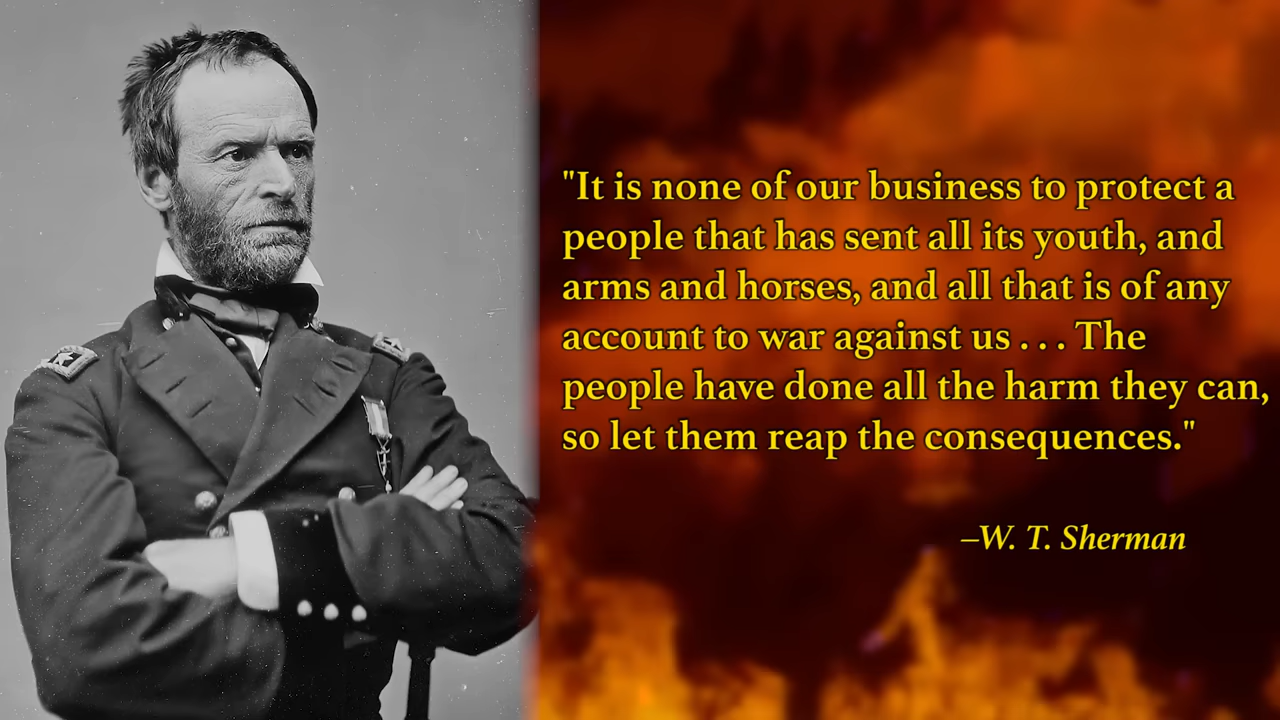 "It is none of our business to protect a
people that has sent all its youth, and
arms and horses, and all that is of any
account to war against us . . . The
people have done all the harm they can,
so let them reap the consequences."
–W. T. Sherman